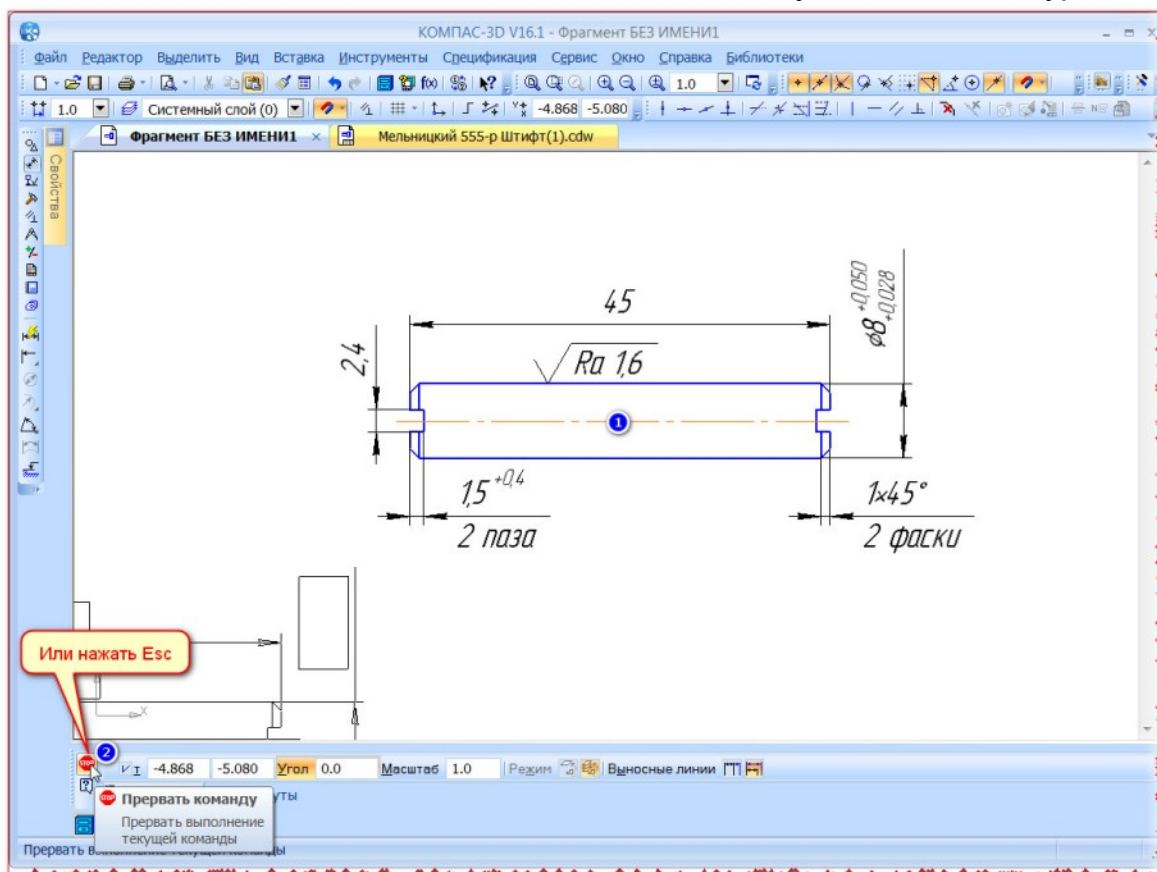 КОМПАС-3D V16.1 - Фрагмент БЕЗ ИМЕНИ1
Файл Редактор Выделить Вид Вставка Инструменты Спецификация Сервис Окно Справка Библиотеки
1.0
1.0 Системный слой (0) -4.868 -5.080
Фрагмент БЕЗ ИМЕНИ1 × Мельницкий 555-р Штифт(1).cdw
Свойства
45
⌀8 +0,050 +0,028
2,4
Ra 1,6
1
1,5 +0,4
2 паза
1×45°
2 фаски
Или нажать Esc
X
2
STOP т -4.868 -5.080 Угол 0.0 Масштаб 1.0 Режим Выносные линии
Прервать команду
Прервать выполнение
текущей команды